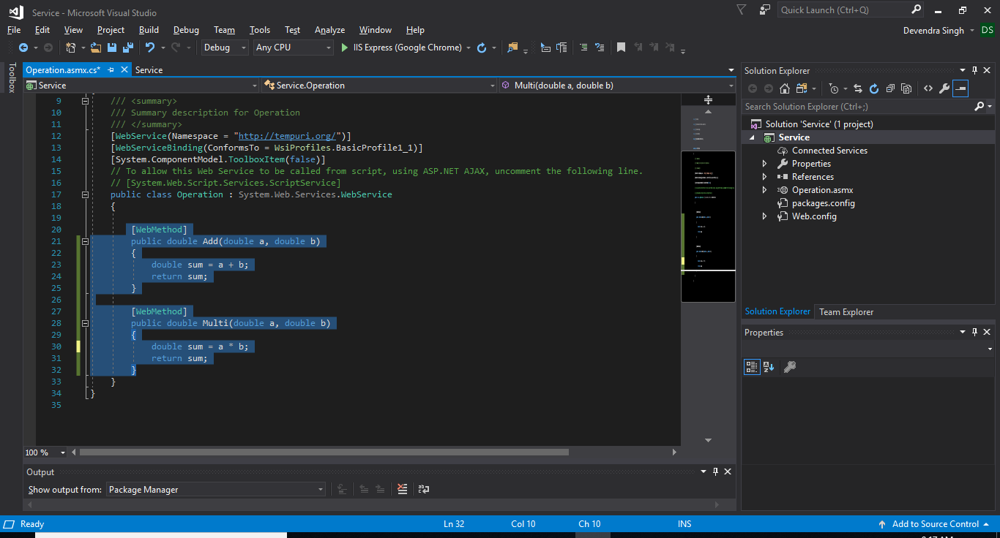 Service - Microsoft Visual Studio
Quick Launch (Ctrl+Q)
File Edit View Project Build Debug Team Tools Test Analyze Window Help
Devendra Singh DS
Debug Any CPU IIS Express (Google Chrome)
Toolbox
Operation.asmx.cs* Service
Service Service.Operation Multi(double a, double b)
9 /// <summary>
10 /// Summary description for Operation
11 /// </summary>
12 [WebService(Namespace = "http://tempuri.org/")]
13 [WebServiceBinding(ConformsTo = WsiProfiles.BasicProfile1_1)]
14 [System.ComponentModel.ToolboxItem(false)]
15 // To allow this Web Service to be called from script, using ASP.NET AJAX, uncomment the following line.
16 // [System.Web.Script.Services.ScriptService]
17 public class Operation : System.Web.Services.WebService
18 {
19
20 [WebMethod]
21 public double Add(double a, double b)
22 {
23 double sum = a + b;
24 return sum;
25 }
26
27 [WebMethod]
28 public double Multi(double a, double b)
29 {
30 double sum = a * b;
31 return sum;
32 }
33 }
34 }
35
100 %
Output
Show output from: Package Manager
Solution Explorer
Search Solution Explorer (Ctrl+;)
Solution 'Service' (1 project)
Service
Connected Services
Properties
References
Operation.asmx
packages.config
Web.config
Solution Explorer Team Explorer
Properties
Ready Ln 32 Col 10 Ch 10 INS Add to Source Control